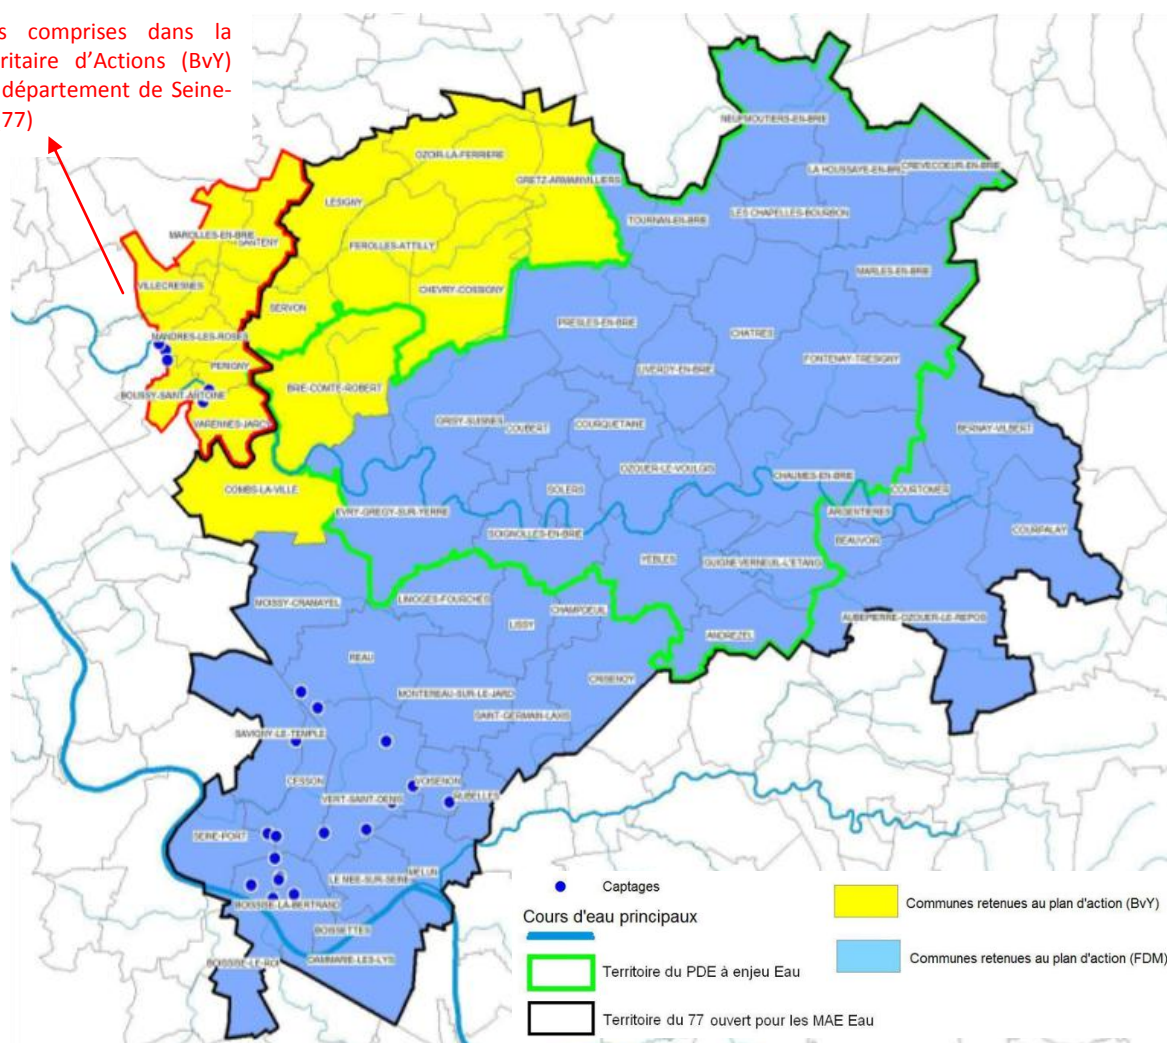 s comprises dans la
ritaire d'Actions (BvY)
département de Seine-
77)
NEUFMOUTIERS-EN-BRIE
OZOIR-LA-FERRIERE
LA HOUSSAYE-EN-BRIE
CREVECOEUR-EN-BRIE
GRETZ-ARMANVILLIERS
LESIGNY
TOURNAN-EN-BRIE
LES CHAPELLES-BOURBON
MAROLLES-EN-BRIE
SANTENY
FEROLLES-ATTILLY
MARLES-EN-BRIE
VILLECRESNES
CHEVRY-COSSIGNY
SERVON
PRESLES-EN-BRIE
CHATRES
MANDRES-LES-ROSES
FONTENAY-TRESIGNY
PERIGNY
LIVERDY-EN-BRIE
BRIE-COMTE-ROBERT
BOUSSY-SAINT-ANTOINE
GRISY-SUISNES
COUBERT
COURQUETAINE
VARENNES-JARCY
BERNAY-VILBERT
OZOUER-LE-VOULGIS
CHAUMES-EN-BRIE
COMBS-LA-VILLE
SOLERS
COURTOMER
EVRY-GREGY-SUR-YERRE
ARGENTIERES
SOIGNOLLES-EN-BRIE
COURPALAY
BEAUVOIR
YEBLES
GUIGNE
VERNEUIL-L'ETANG
MOISSY-CRAMAYEL
LIMOGES-FOURCHES
CHAMPDEUIL
AUBEPIERRE-OZOUER-LE-REPOS
LISSY
ANDREZEL
REAU
CRISENOY
MONTEREAU-SUR-LE-JARD
SAINT-GERMAIN-LAXIS
SAVIGNY-LE-TEMPLE
CESSON
VOISENON
VERT-SAINT-DENIS
RUBELLES
SEINE-PORT
MELUN
LE MEE-SUR-SEINE
BOISSISE-LA-BERTRAND
BOISSETTES
DAMMARIE-LES-LYS
BOISSISE-LE-ROI
Captages
Cours d'eau principaux
Territoire du PDE à enjeu Eau
Territoire du 77 ouvert pour les MAE Eau
Communes retenues au plan d'action (BvY)
Communes retenues au plan d'action (FDM)